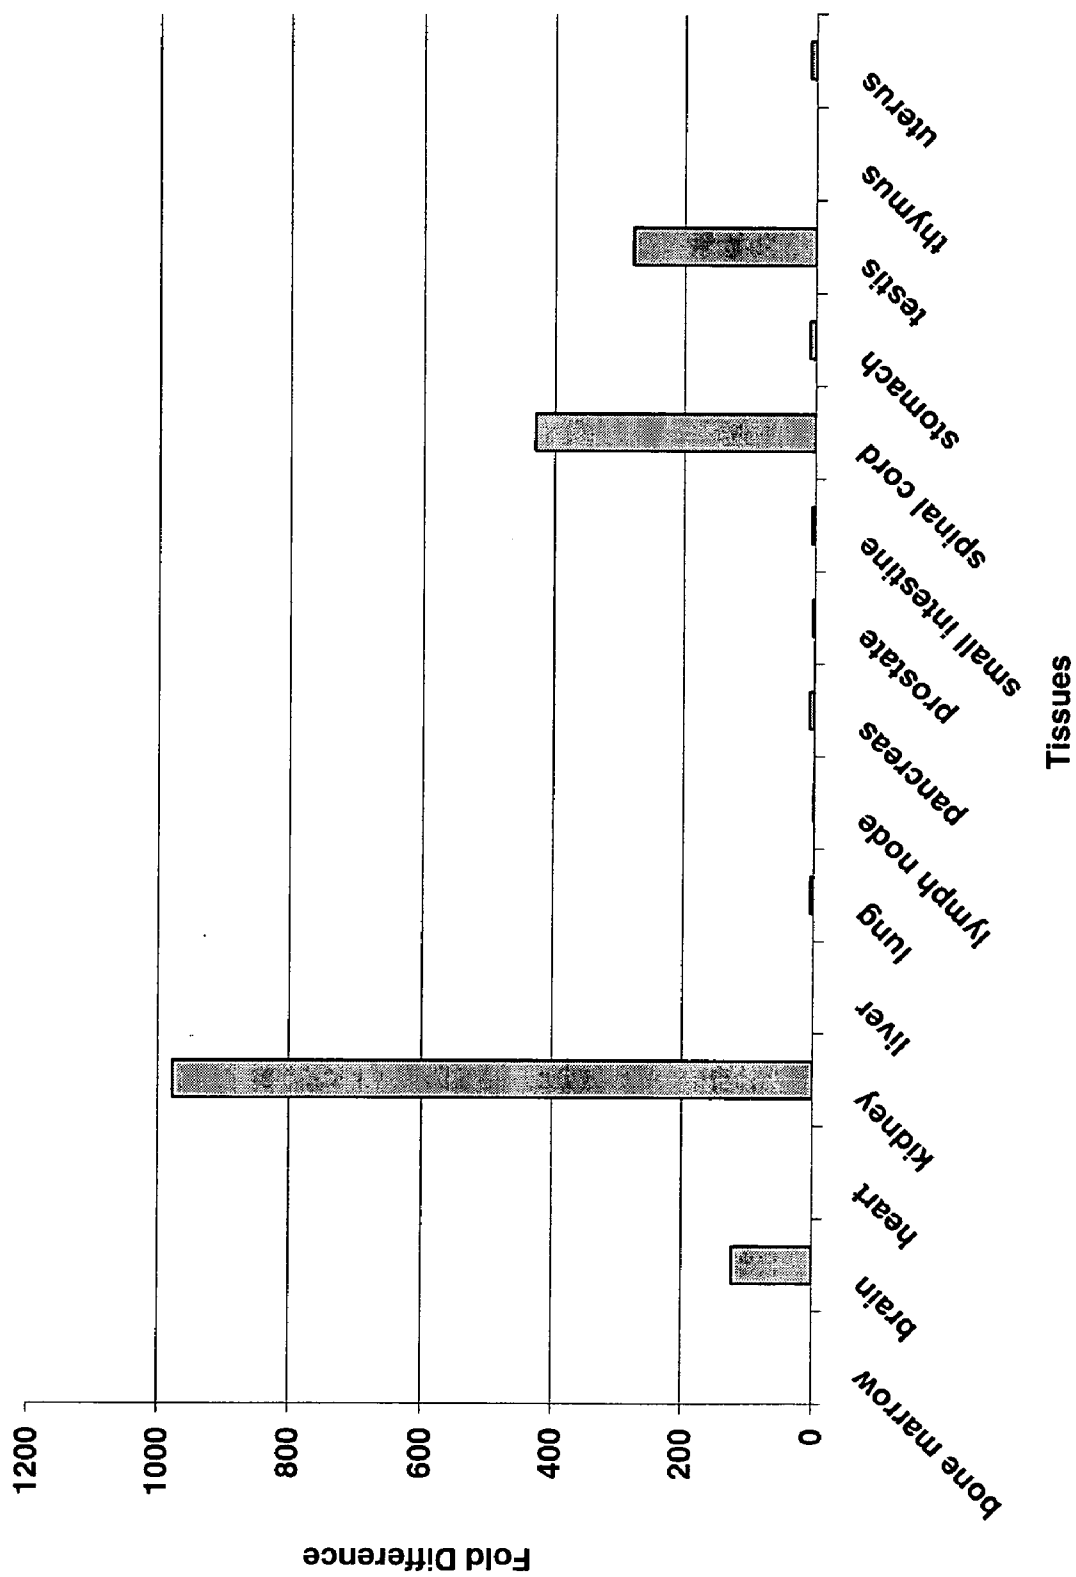 Fold Difference
1200
1000
800
600
400
200
0
bone marrow
brain
heart
kidney
liver
lung
lymph node
pancreas
prostate
small intestine
spinal cord
stomach
testis
thymus
uterus
Tissues